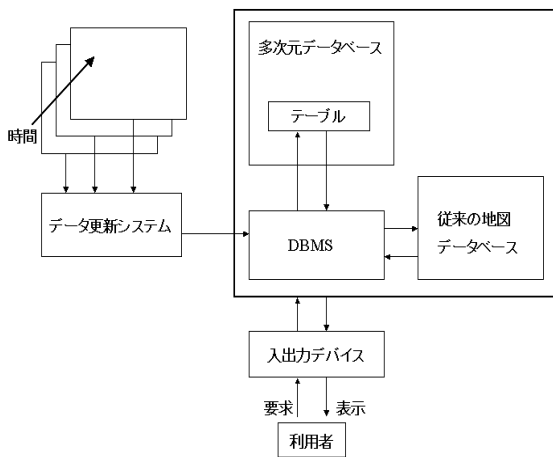 多次元データベース
テーブル
時間
データ更新システム
DBMS
従来の地図
データベース
入出力デバイス
要求
表示
利用者